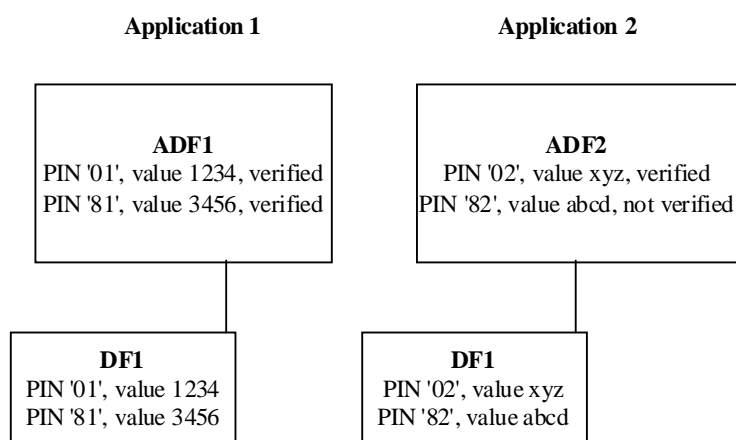 Application 1
Application 2
ADF1
PIN '01', value 1234, verified
PIN '81', value 3456, verified
ADF2
PIN '02', value xyz, verified
PIN '82', value abcd, not verified
DF1
PIN '01', value 1234
PIN '81', value 3456
DF1
PIN '02', value xyz
PIN '82', value abcd